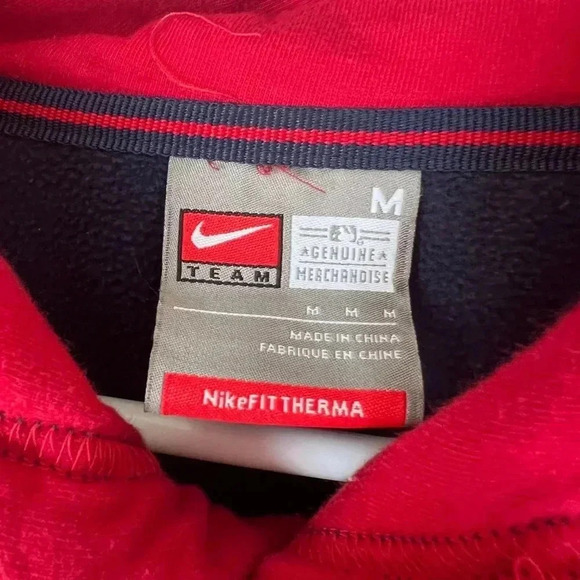 M
TEAM
GENUINE
MERCHANDISE
M M M
MADE IN CHINA
FABRIQUE EN CHINE
NikeFITTHERMA